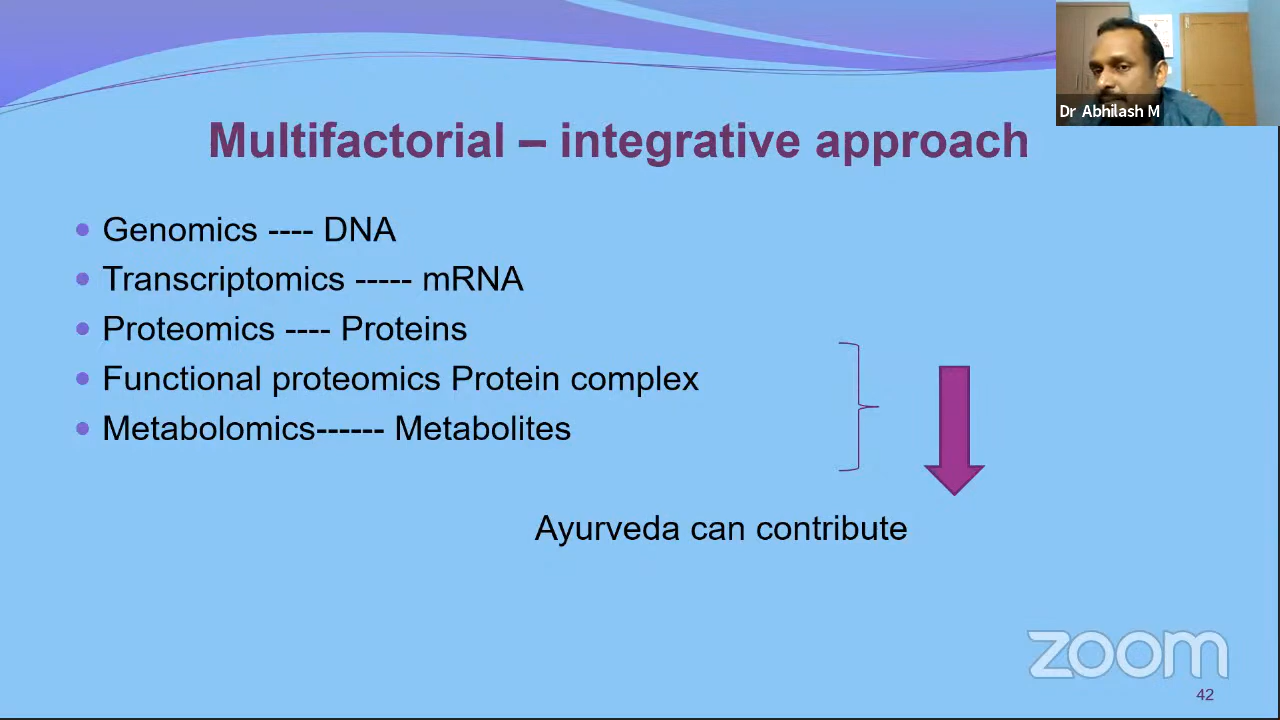 Dr Abhilash M
Multifactorial – integrative approach
Genomics ---- DNA
Transcriptomics ----- mRNA
Proteomics ---- Proteins
Functional proteomics Protein complex
Metabolomics------ Metabolites
Ayurveda can contribute
zoom
42